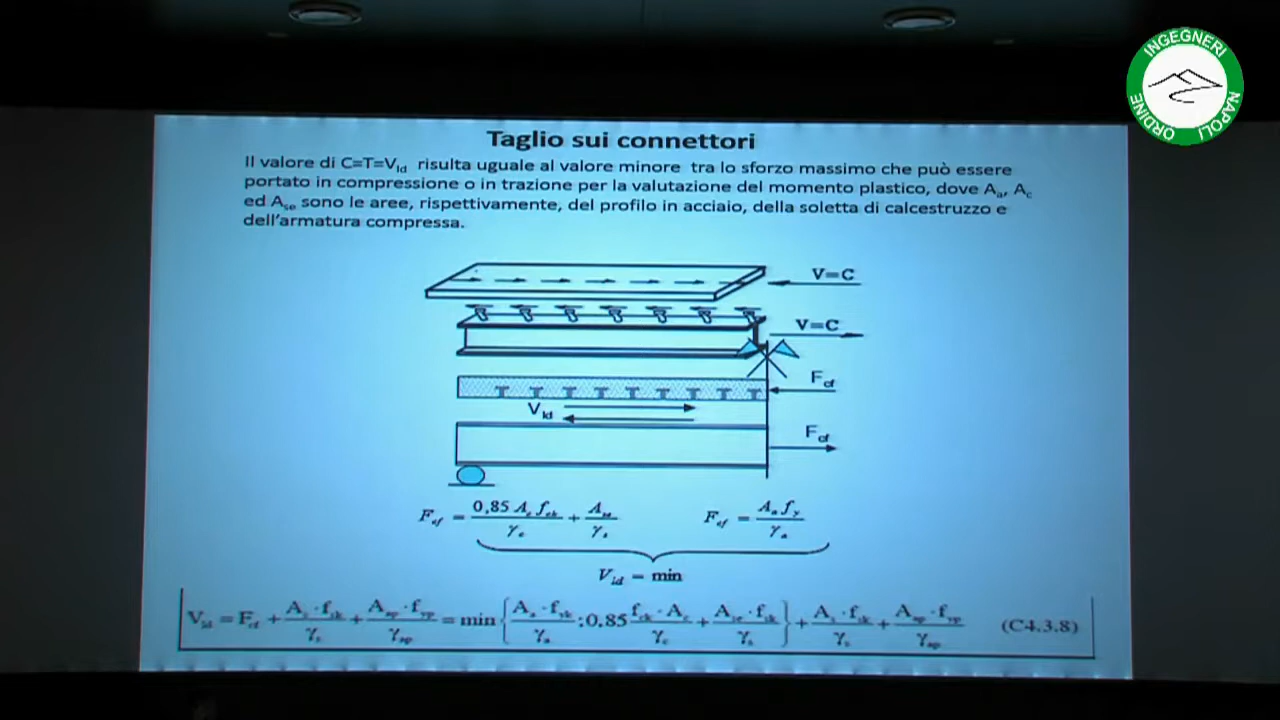 INGEGNERI
NAPOLI
ORDINE
Taglio sui connettori
Il valore di C=T=V_ld risulta uguale al valore minore tra lo sforzo massimo che può essere
portato in compressione o in trazione per la valutazione del momento plastico, dove A_a, A_c
ed A_se sono le aree, rispettivamente, del profilo in acciaio, della soletta di calcestruzzo e
dell'armatura compressa.
V=C
V=C
F_cf
V_ld
F_cf
F_cf = 0,85 A_c f_ck / γ_c + A_se / γ_s
F_cf = A_a f_y / γ_a
V_ld = min
V_ld = F_cf + A_s · f_sk / γ_s + A_ap · f_yp / γ_ap = min { A_a · f_yk / γ_a ; 0.85 f_ck · A_c / γ_c + A_se · f_sk / γ_s } + A_s · f_sk / γ_s + A_ap · f_yp / γ_ap (C4.3.8)